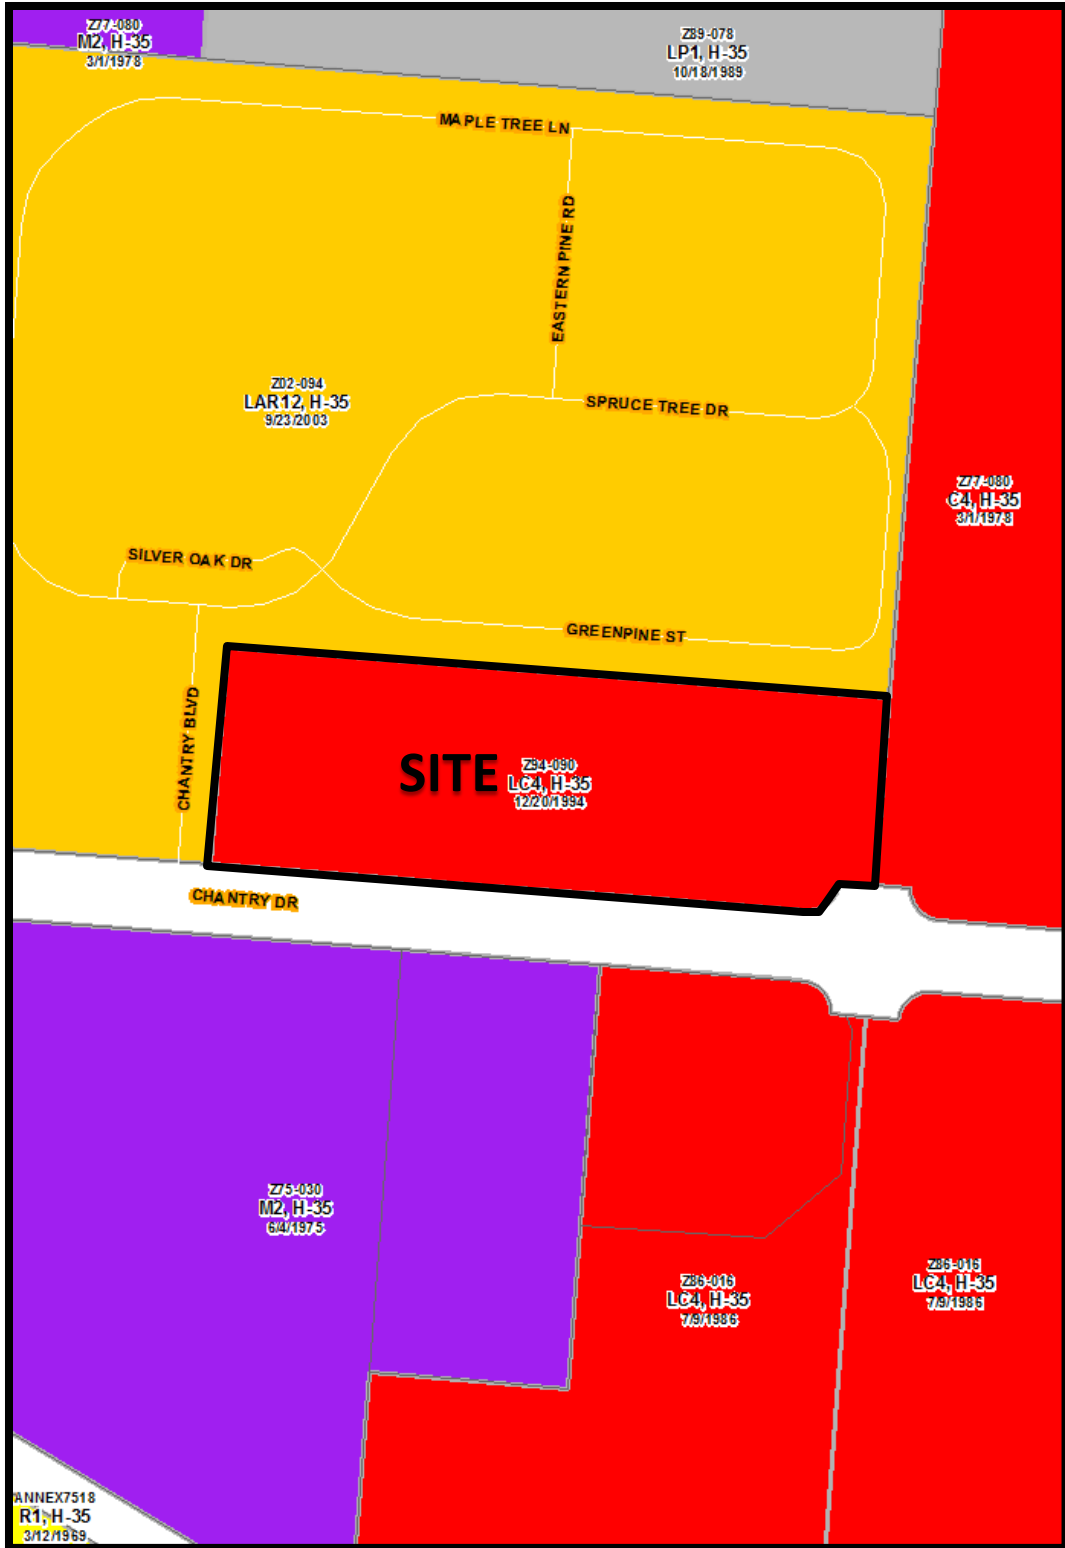 Z77-080
M2, H-35
3/1/1978
Z89-078
LP1, H-35
10/18/1989
MAPLE TREE LN
EASTERN PINE RD
Z02-094
LAR12, H-35
9/23/2003
SPRUCE TREE DR
Z77-080
C4, H-35
3/1/1978
SILVER OAK DR
GREENPINE ST
CHANTRY BLVD
SITE
Z94-090
LC4, H-35
12/20/1994
CHANTRY DR
Z75-030
M2, H-35
6/4/1975
Z86-016
LC4, H-35
7/9/1986
Z86-016
LC4, H-35
7/9/1986
ANNEX7518
R1, H-35
3/12/1969